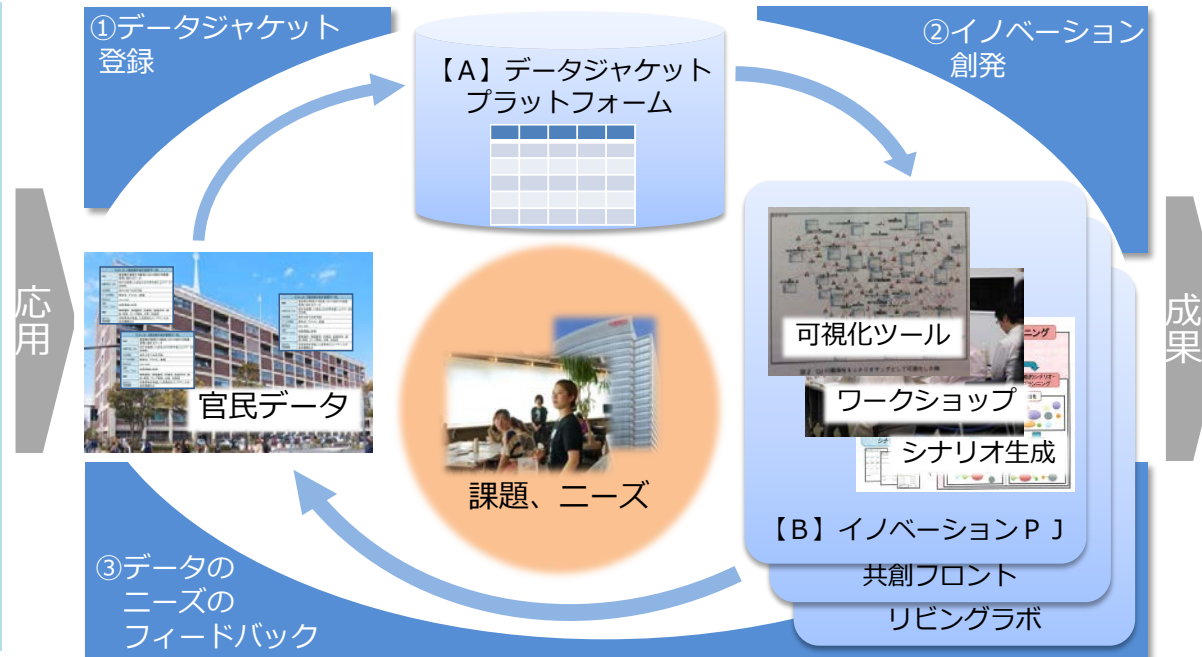 ①データジャケット
登録
【A】データジャケット
プラットフォーム
②イノベーション
創発
応用
成果
官民データ
課題、ニーズ
可視化ツール
ワークショップ
シナリオ生成
【B】イノベーションPJ
共創フロント
リビングラボ
③データの
ニーズの
フィードバック